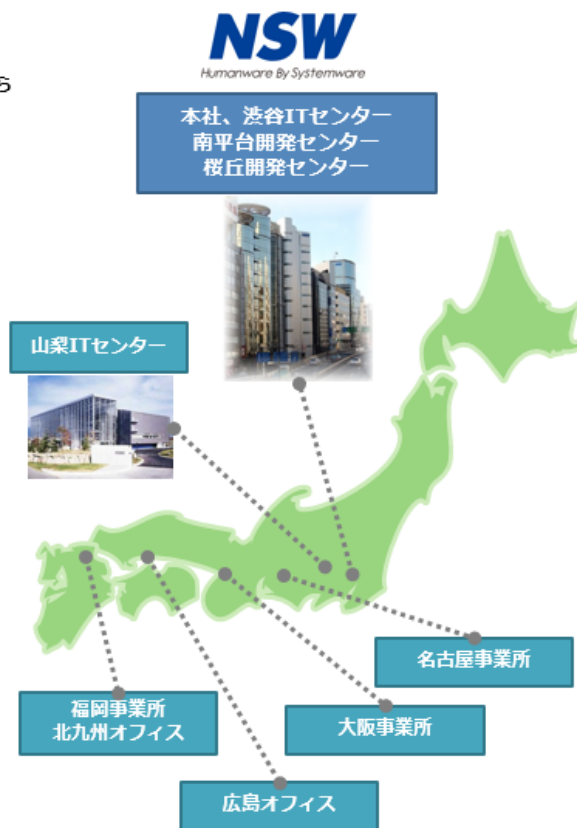 NSW
Humanware By Systemware
ら
本社、渋谷ITセンター
南平台開発センター
桜丘開発センター
山梨ITセンター
名古屋事業所
福岡事業所
北九州オフィス
大阪事業所
広島オフィス